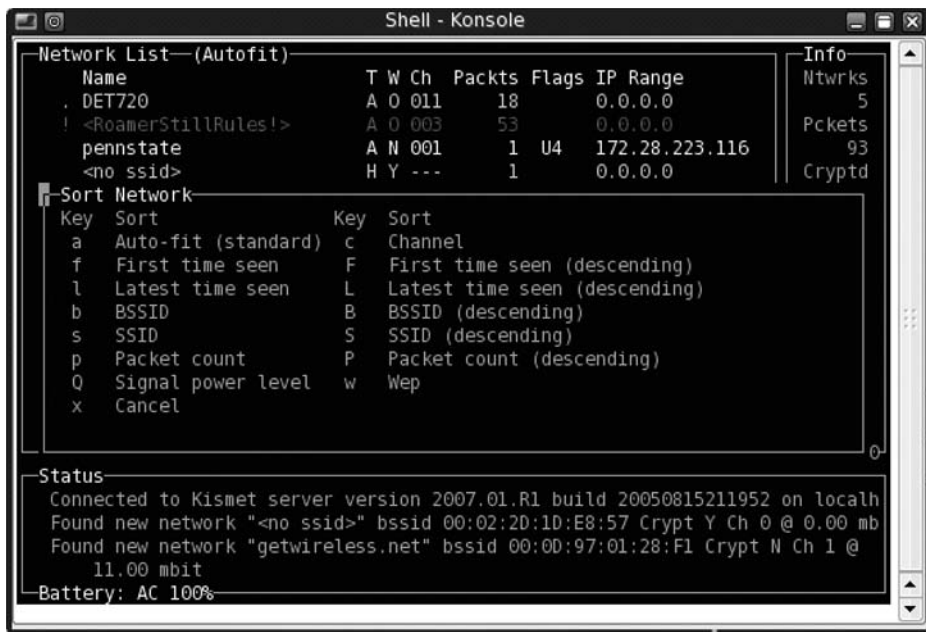 Shell - Konsole
Network List—(Autofit) Info
Name T W Ch Packts Flags IP Range Ntwrks
. DET720 A O 011 18 0.0.0.0 5
! <RoamerStillRules!> A O 003 53 0.0.0.0 Pckets
pennstate A N 001 1 U4 172.28.223.116 93
<no ssid> H Y --- 1 0.0.0.0 Cryptd
Sort Network
Key Sort Key Sort
a Auto-fit (standard) c Channel
f First time seen F First time seen (descending)
l Latest time seen L Latest time seen (descending)
b BSSID B BSSID (descending)
s SSID S SSID (descending)
p Packet count P Packet count (descending)
Q Signal power level w Wep
x Cancel
0
Status
Connected to Kismet server version 2007.01.R1 build 20050815211952 on localh
Found new network "<no ssid>" bssid 00:02:2D:1D:E8:57 Crypt Y Ch 0 @ 0.00 mb
Found new network "getwireless.net" bssid 00:0D:97:01:28:F1 Crypt N Ch 1 @
11.00 mbit
Battery: AC 100%